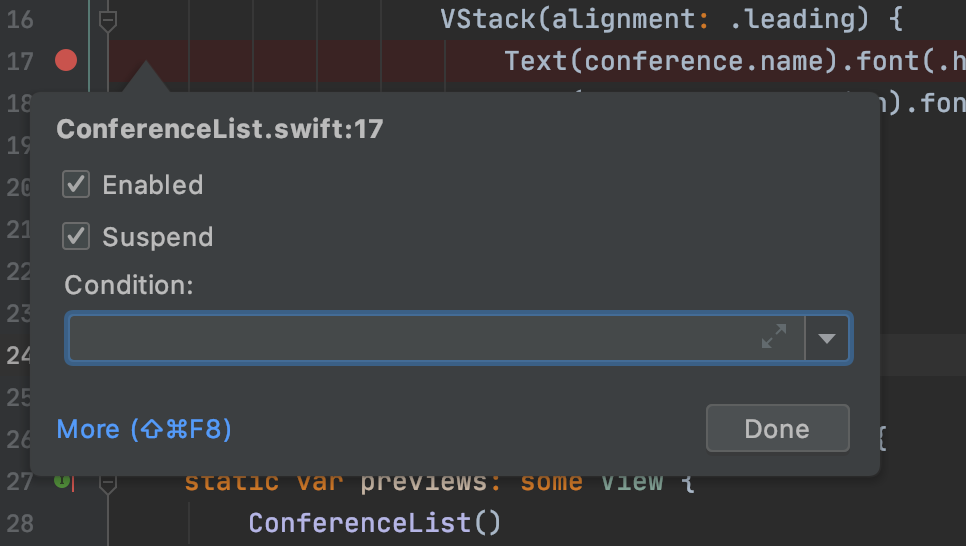 16 VStack(alignment: .leading) {
17 Text(conference.name).font(.h
18 ).fon
ConferenceList.swift:17
19
Enabled
20
21
Suspend
22
Condition:
23
24
25
More (⇧⌘F8)
Done
26 {
27 static var previews: some View {
28 ConferenceList()